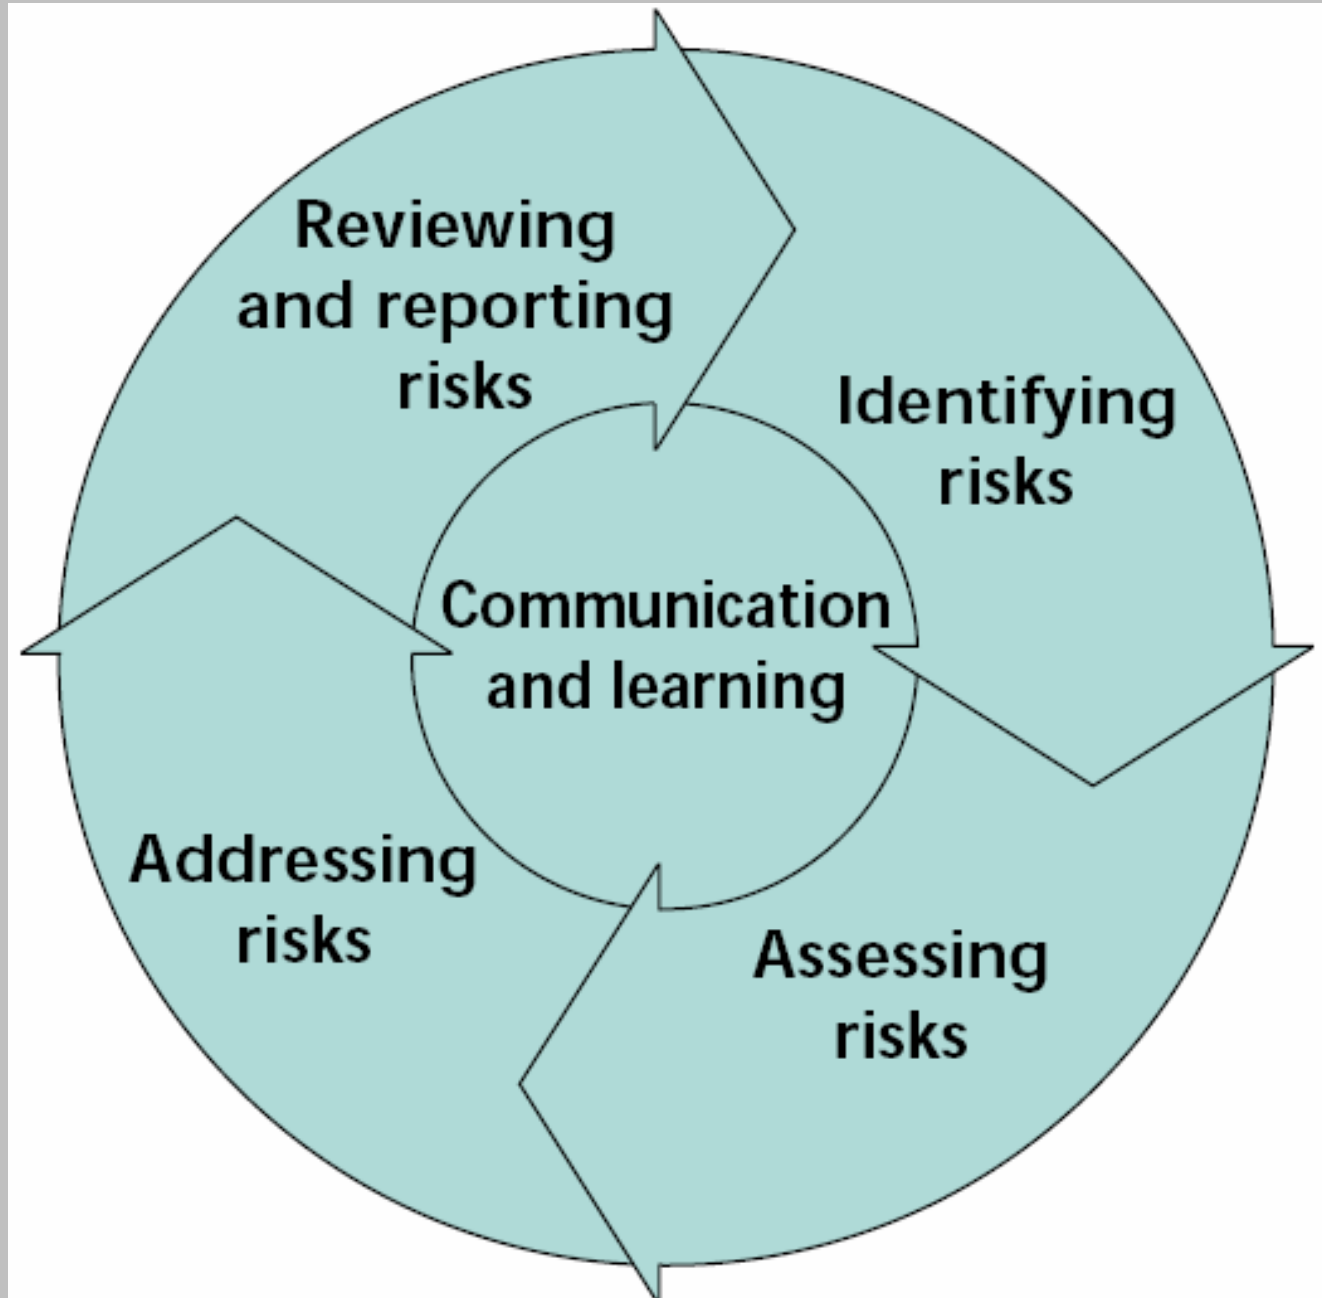 Reviewing
and reporting
risks
Identifying
risks
Communication
and learning
Addressing
risks
Assessing
risks